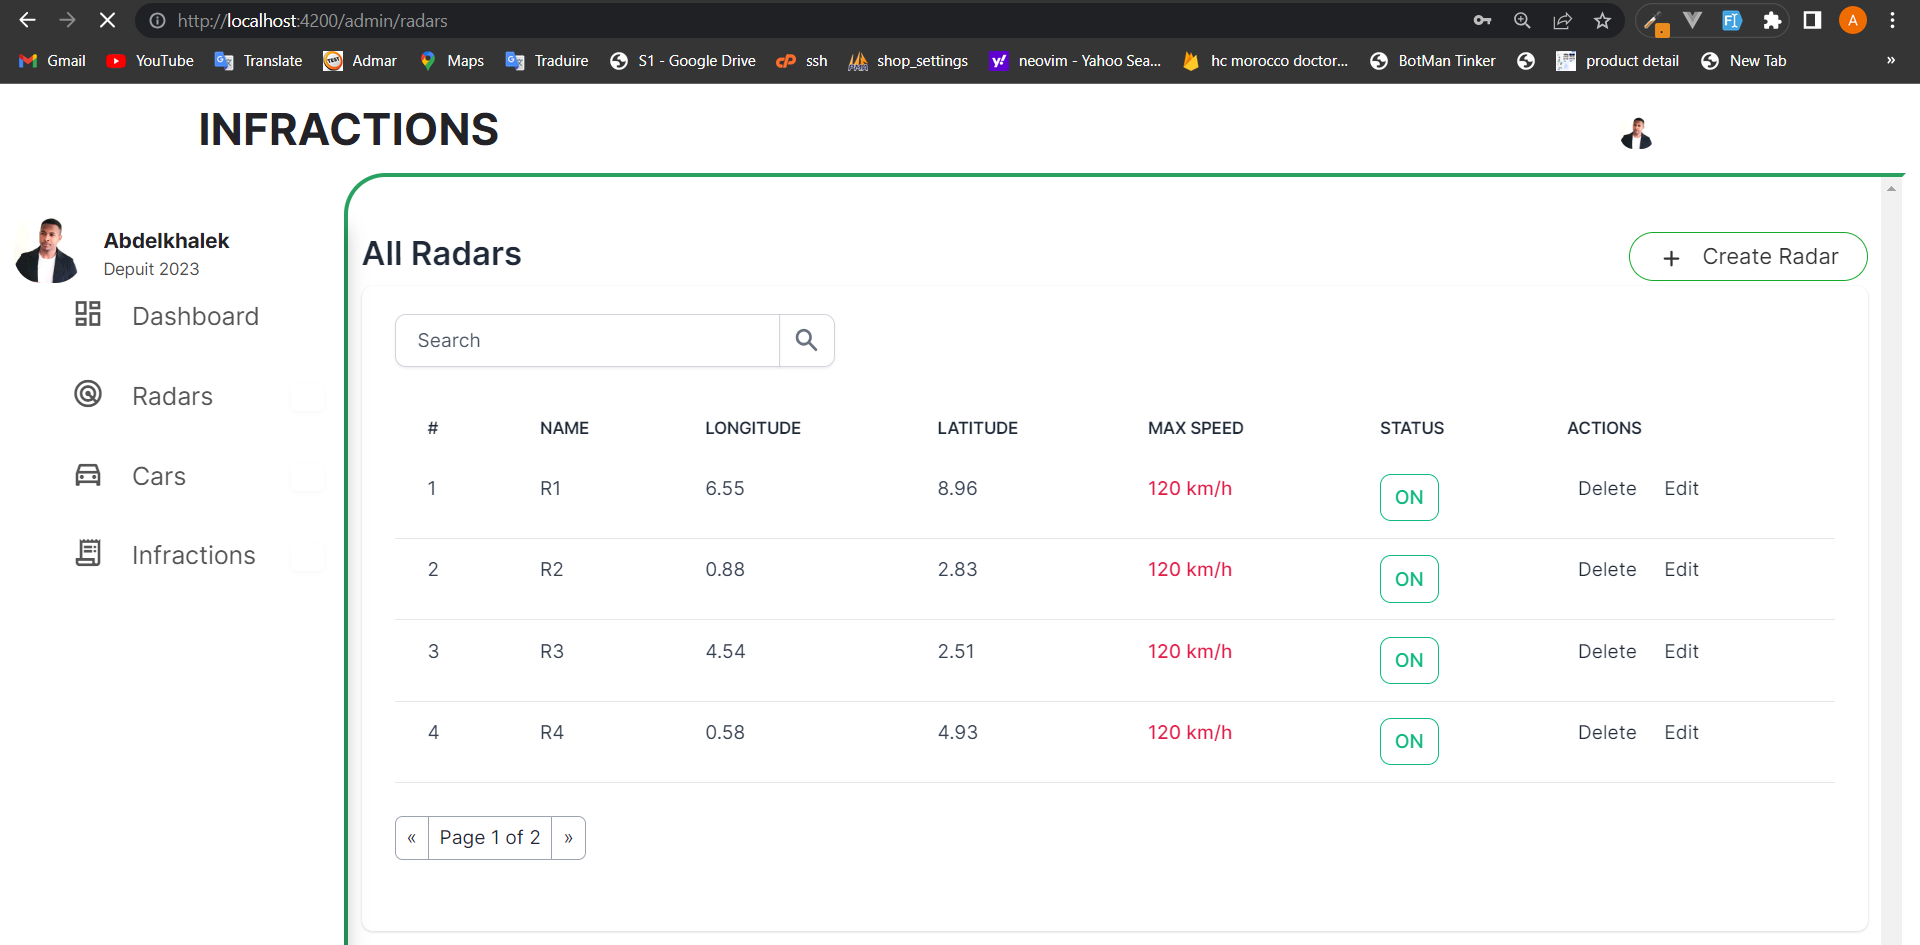 http://localhost:4200/admin/radars
A
Gmail YouTube Translate Admar Maps Traduire S1 - Google Drive ssh shop_settings neovim - Yahoo Sea... hc morocco doctor... BotMan Tinker product detail New Tab »
INFRACTIONS
Abdelkhalek
Depuit 2023
Dashboard
Radars
Cars
Infractions
All Radars
+ Create Radar
Search
# NAME LONGITUDE LATITUDE MAX SPEED STATUS ACTIONS
1 R1 6.55 8.96 120 km/h ON Delete Edit
2 R2 0.88 2.83 120 km/h ON Delete Edit
3 R3 4.54 2.51 120 km/h ON Delete Edit
4 R4 0.58 4.93 120 km/h ON Delete Edit
« Page 1 of 2 »